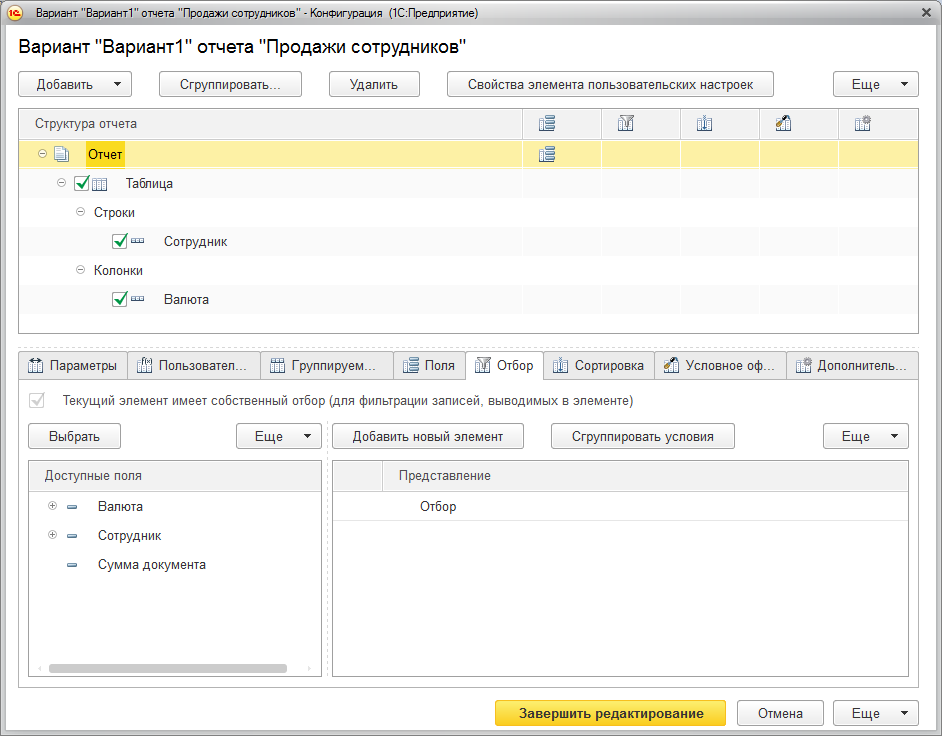 Вариант "Вариант1" отчета "Продажи сотрудников" - Конфигурация (1С:Предприятие)
Вариант "Вариант1" отчета "Продажи сотрудников"
Добавить Сгруппировать... Удалить Свойства элемента пользовательских настроек Еще
Структура отчета
Отчет
Таблица
Строки
Сотрудник
Колонки
Валюта
Параметры Пользовател... Группируем... Поля Отбор Сортировка Условное оф... Дополнитель...
Текущий элемент имеет собственный отбор (для фильтрации записей, выводимых в элементе)
Выбрать Еще Добавить новый элемент Сгруппировать условия Еще
Доступные поля Представление
Валюта Отбор
Сотрудник
Сумма документа
Завершить редактирование Отмена Еще